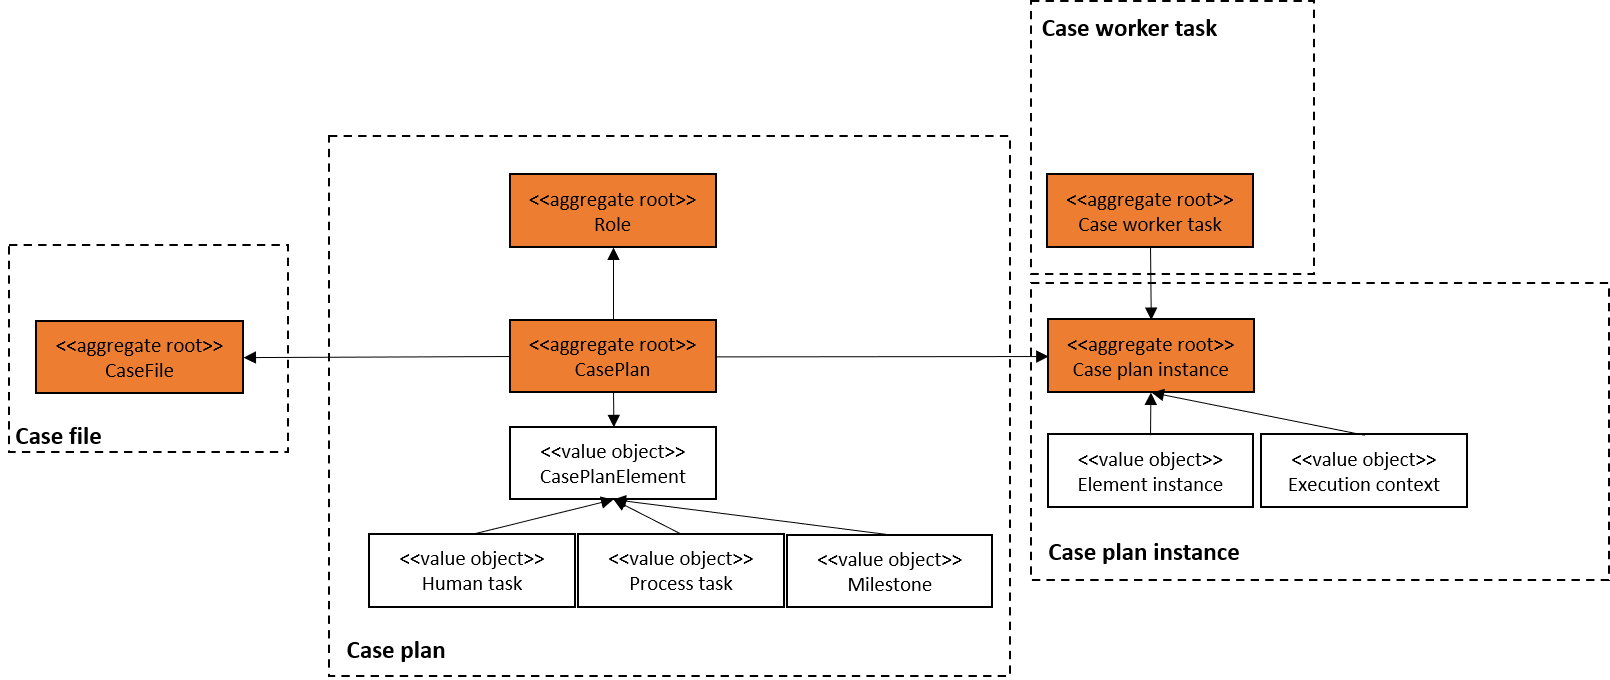 Case worker task
<<aggregate root>>
Case worker task
<<aggregate root>>
Role
<<aggregate root>>
CaseFile
Case file
<<aggregate root>>
CasePlan
<<value object>>
CasePlanElement
<<value object>>
Human task
<<value object>>
Process task
<<value object>>
Milestone
Case plan
<<aggregate root>>
Case plan instance
<<value object>>
Element instance
<<value object>>
Execution context
Case plan instance